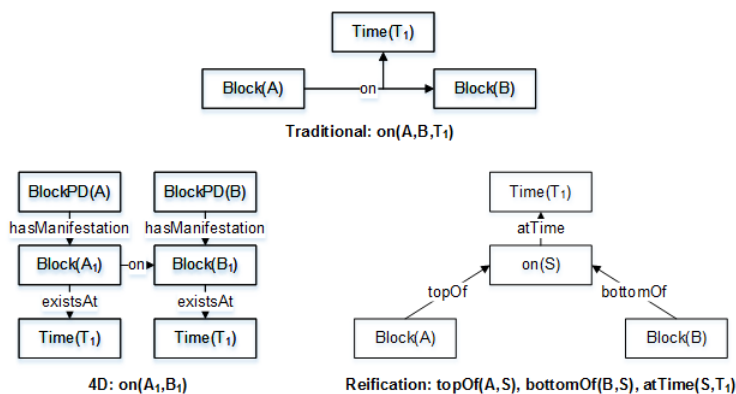 Time(T₁)
Block(A)
on
Block(B)
Traditional: on(A,B,T₁)
BlockPD(A)
BlockPD(B)
hasManifestation
hasManifestation
Block(A₁)
on
Block(B₁)
existsAt
existsAt
Time(T₁)
Time(T₁)
4D: on(A₁,B₁)
Time(T₁)
atTime
on(S)
topOf
bottomOf
Block(A)
Block(B)
Reification: topOf(A,S), bottomOf(B,S), atTime(S,T₁)